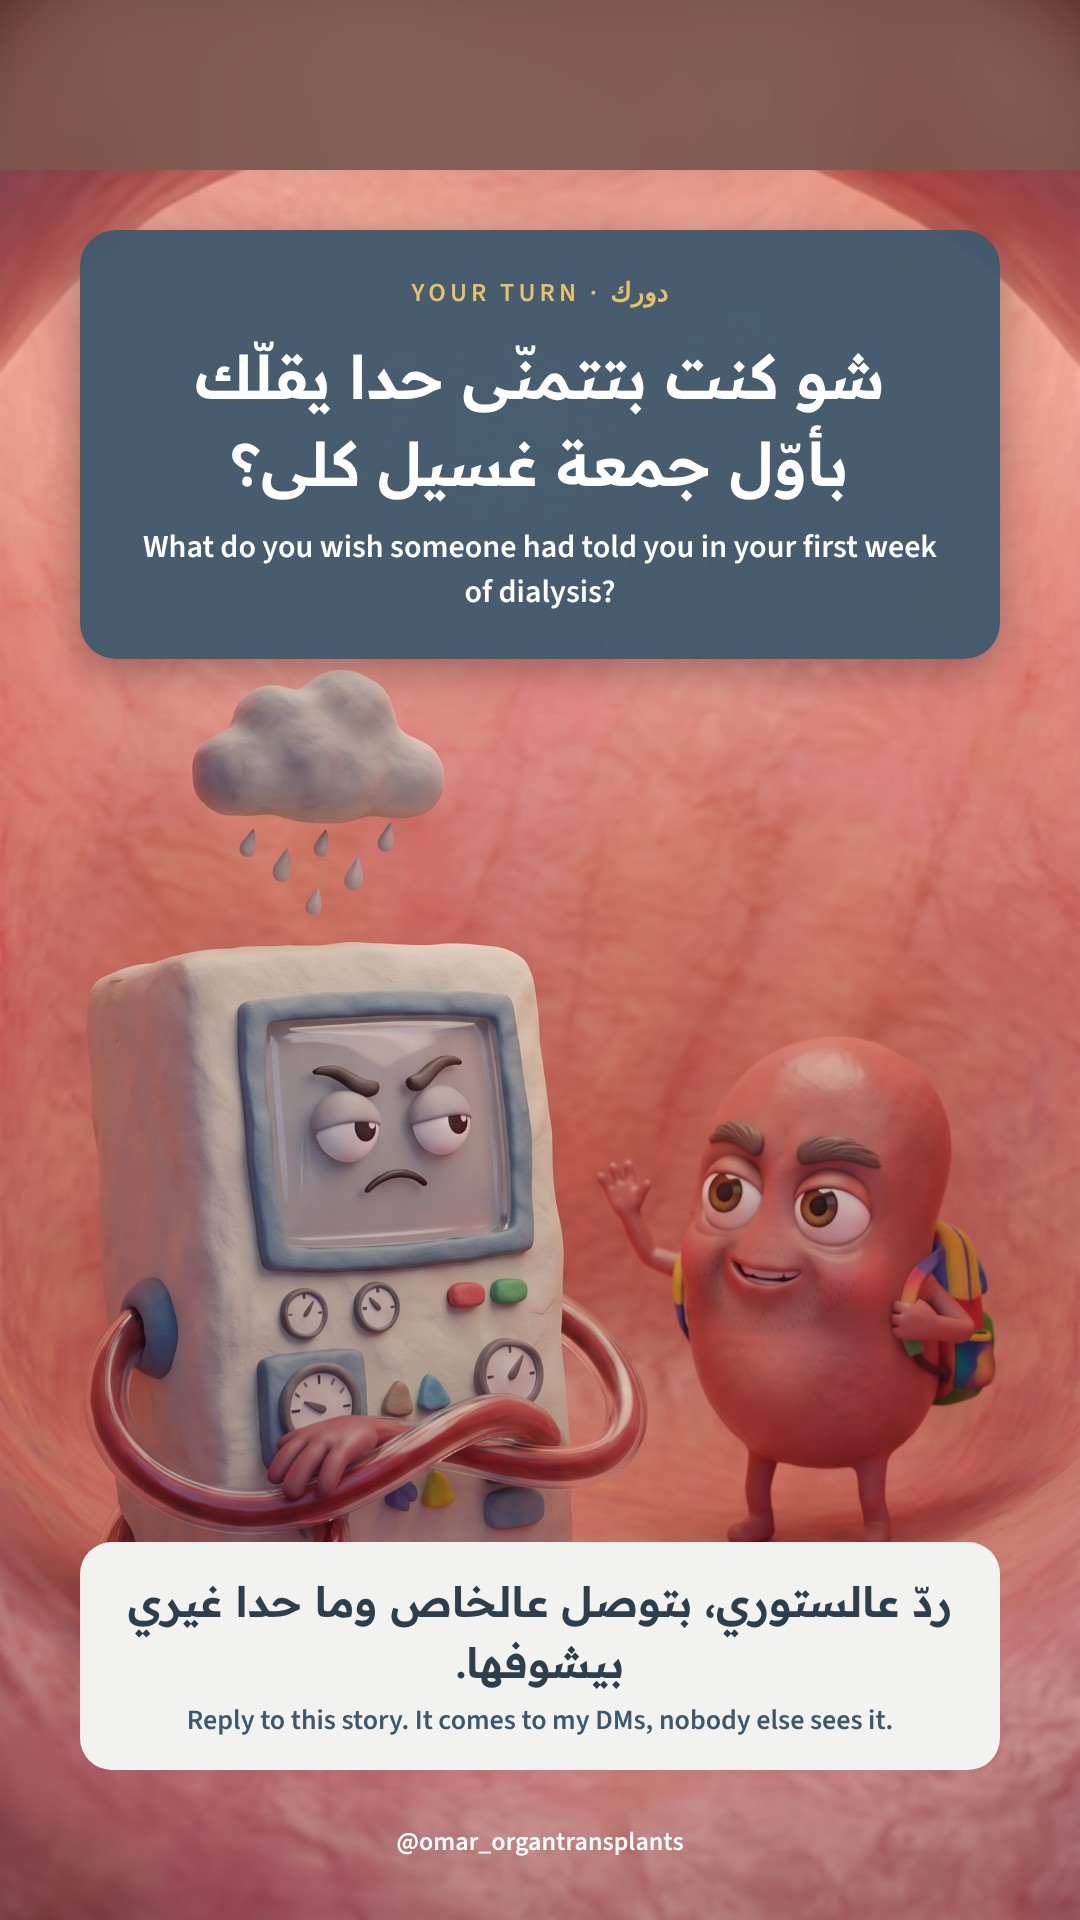 YOUR TURN · دورك
شو كنت بتتمنّى حدا يقلّك
بأوّل جمعة غسيل كلى؟
What do you wish someone had told you in your first week
of dialysis?
ردّ عالستوري، بتوصل عالخاص وما حدا غيري
بيشوفها.
Reply to this story. It comes to my DMs, nobody else sees it.
@omar_organtransplants